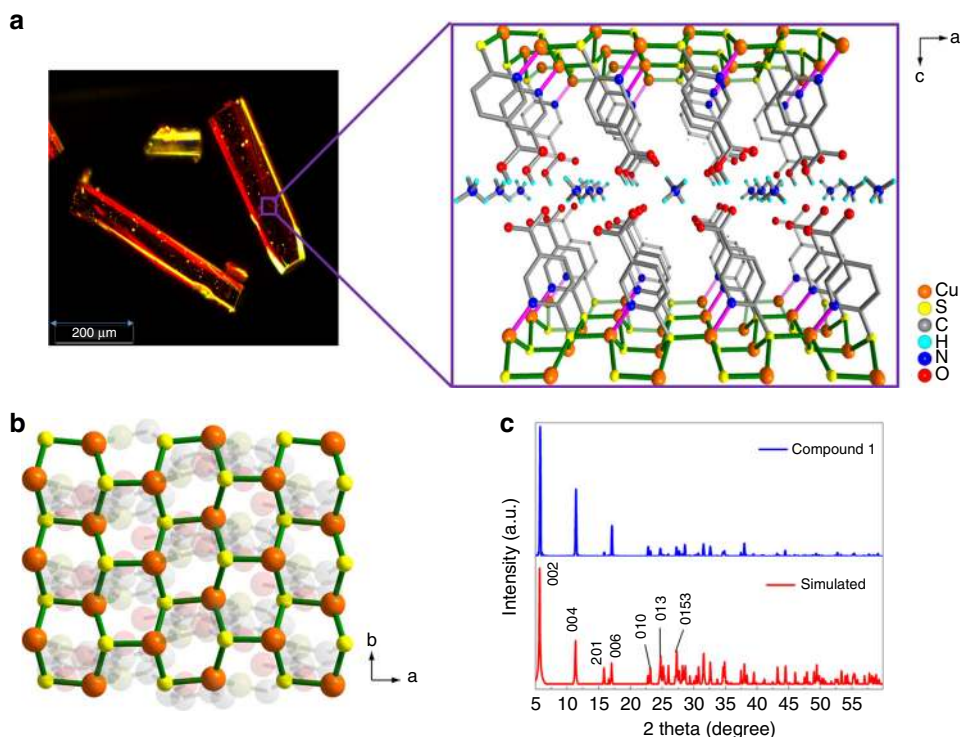 a
200 µm
a
c
Cu
S
C
H
N
O
b
b
a
c
Compound 1
Simulated
Intensity (a.u.)
002
004
201
006
010
013
0153
5 10 15 20 25 30 35 40 45 50 55
2 theta (degree)